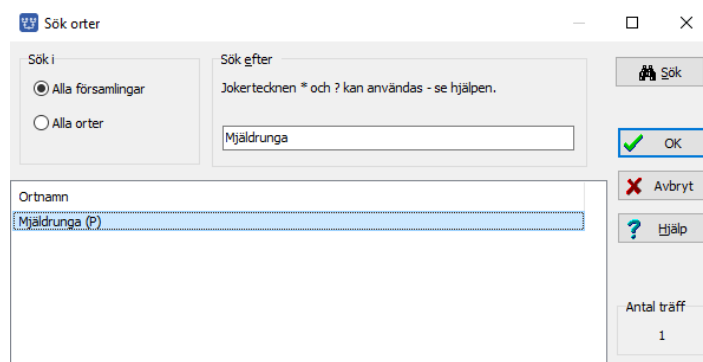 Sök orter
Sök i
Alla församlingar
Alla orter
Sök efter
Jokertecknen * och ? kan användas - se hjälpen.
Mjäldrunga
Sök
OK
Avbryt
Hjälp
Ortnamn
Mjäldrunga (P)
Antal träff
1